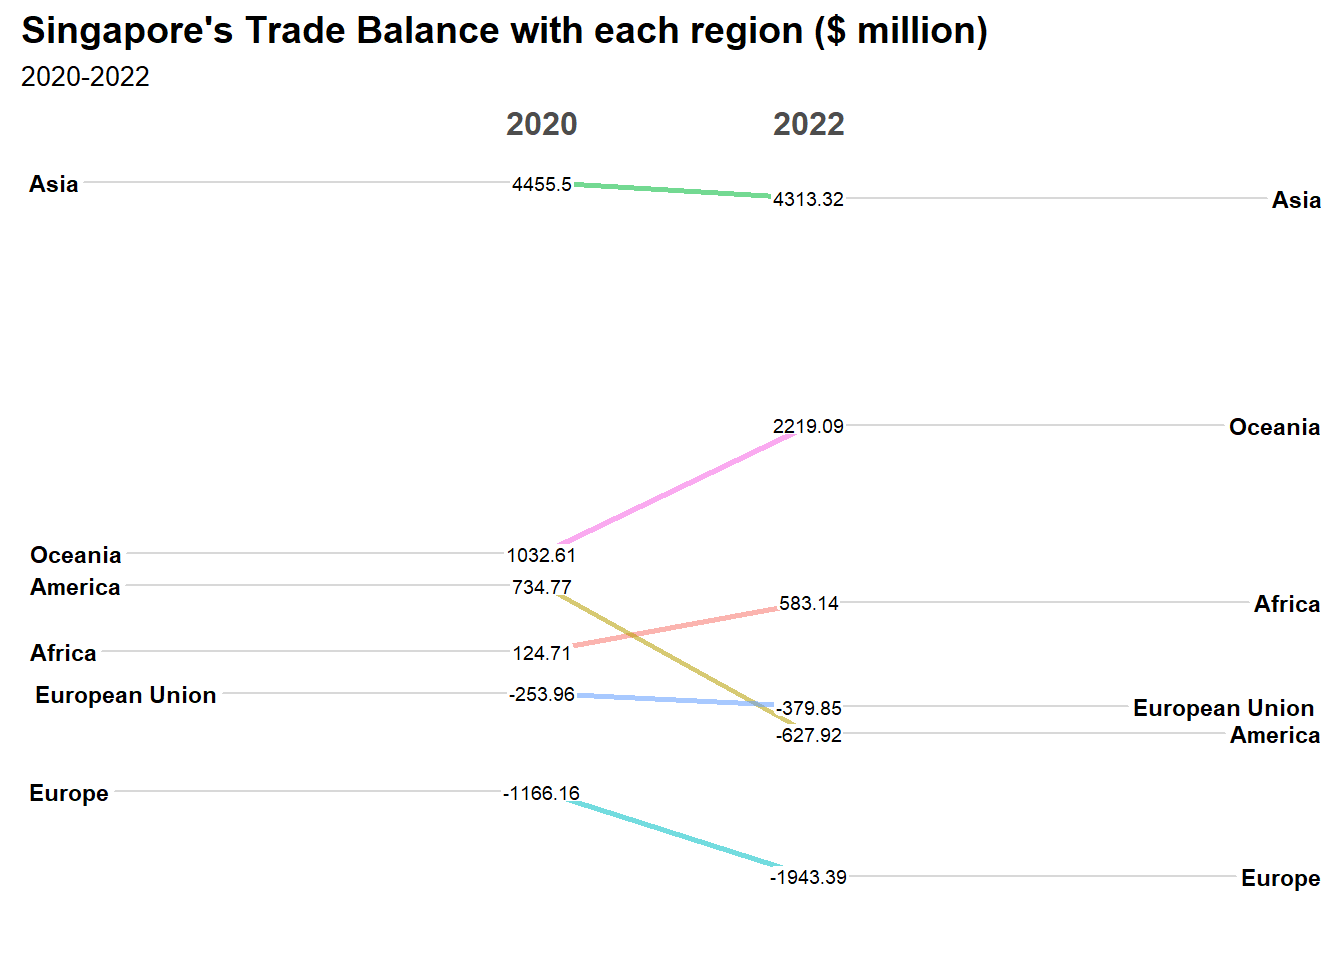 Singapore's Trade Balance with each region ($ million)
2020-2022
2020 2022
Asia 4455.5 4313.32 Asia
2219.09 Oceania
Oceania 1032.61
America 734.77
583.14 Africa
Africa 124.71
European Union -253.96
-379.85 European Union
-627.92 America
Europe -1166.16
-1943.39 Europe